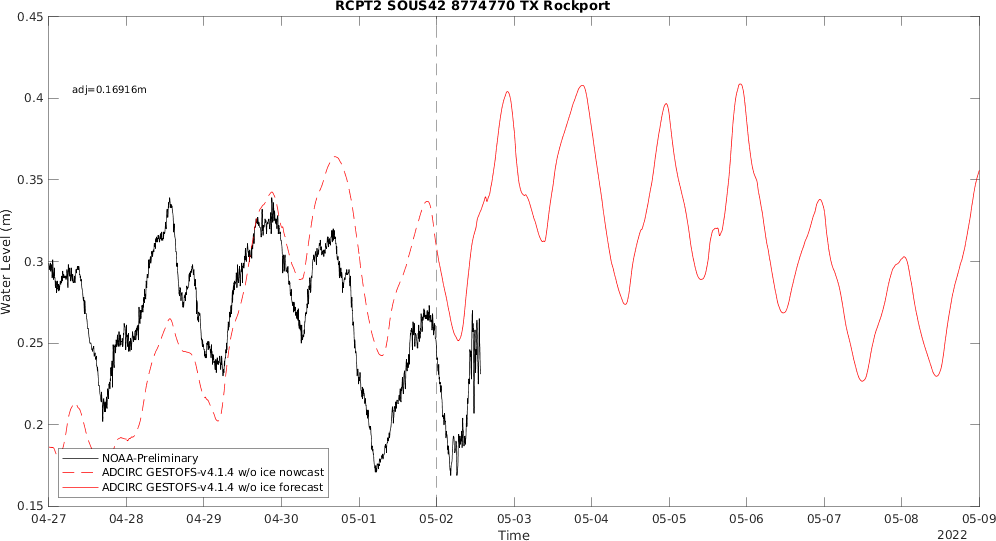 RCPT2 SOUS42 8774770 TX Rockport
adj=0.16916m
Water Level (m)
0.45
0.4
0.35
0.3
0.25
0.2
0.15
NOAA-Preliminary
ADCIRC GESTOFS-v4.1.4 w/o ice nowcast
ADCIRC GESTOFS-v4.1.4 w/o ice forecast
04-27 04-28 04-29 04-30 05-01 05-02 05-03 05-04 05-05 05-06 05-07 05-08 05-09
Time
2022